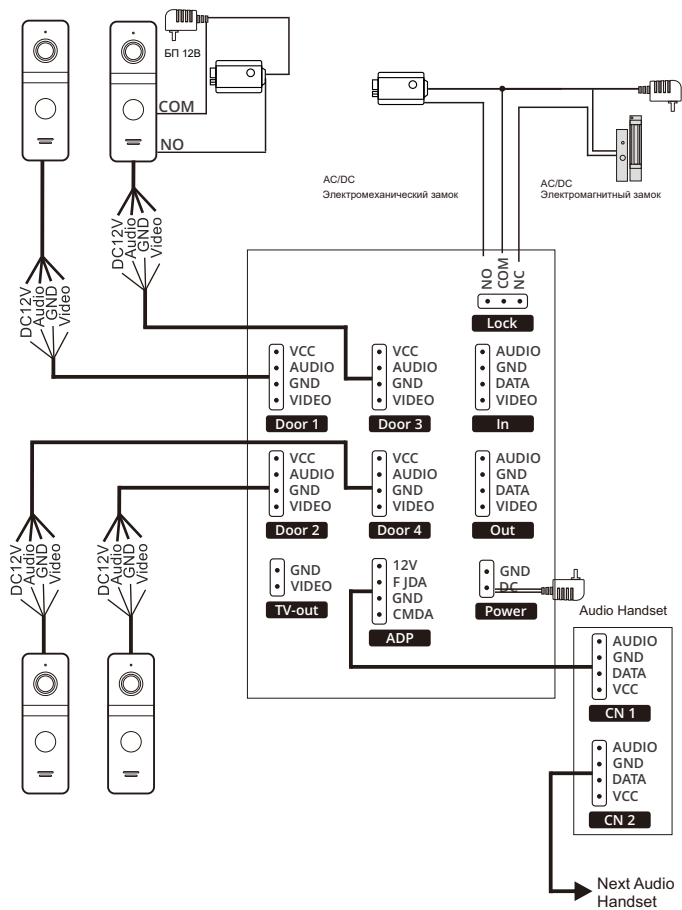 БП 12В
COM
NO
AC/DC
Электромеханический замок
AC/DC
Электромагнитный замок
DC12V
Audio
GND
Video
DC12V
Audio
GND
Video
NO
COM
NC
Lock
VCC
AUDIO
GND
VIDEO
Door 1
VCC
AUDIO
GND
VIDEO
Door 3
AUDIO
GND
DATA
VIDEO
In
VCC
AUDIO
GND
VIDEO
Door 2
VCC
AUDIO
GND
VIDEO
Door 4
AUDIO
GND
DATA
VIDEO
Out
DC12V
Audio
GND
Video
DC12V
Audio
GND
Video
GND
VIDEO
TV-out
12V
F JDA
GND
CMDA
ADP
GND
DC
Power
Audio Handset
AUDIO
GND
DATA
VCC
CN 1
AUDIO
GND
DATA
VCC
CN 2
Next Audio
Handset